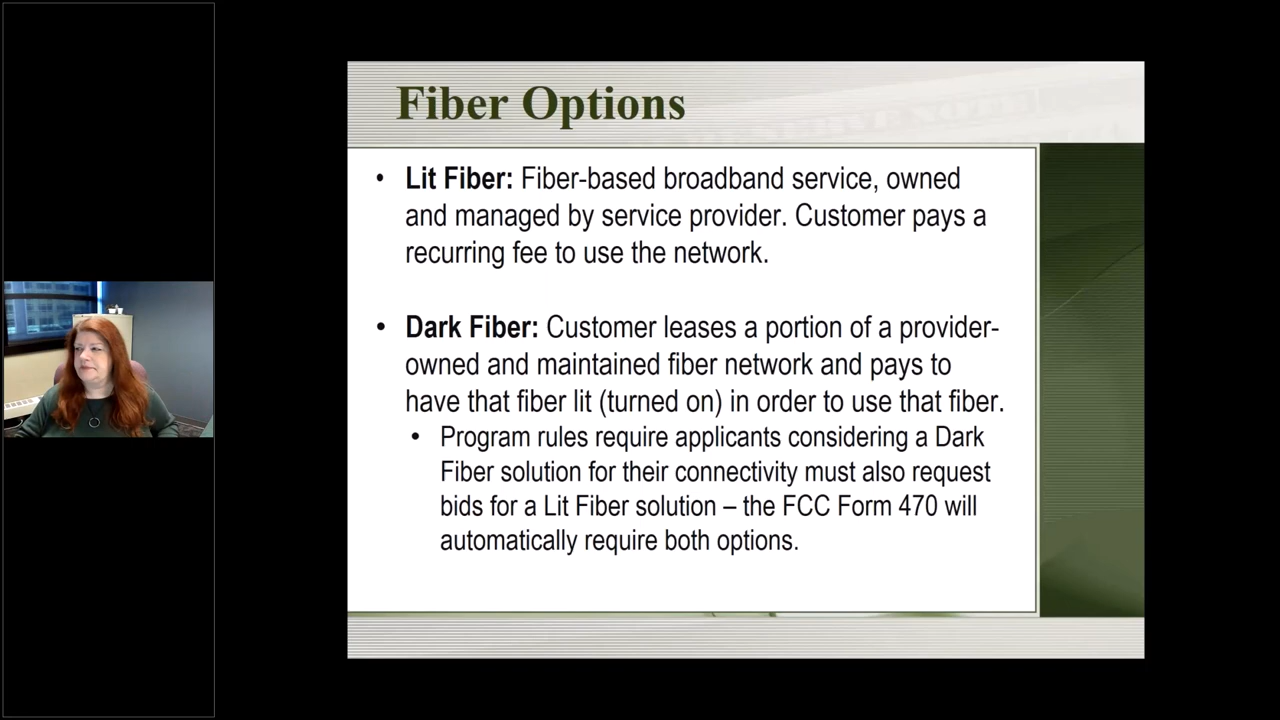 Fiber Options
• Lit Fiber: Fiber-based broadband service, owned
and managed by service provider. Customer pays a
recurring fee to use the network.
• Dark Fiber: Customer leases a portion of a provider-
owned and maintained fiber network and pays to
have that fiber lit (turned on) in order to use that fiber.
• Program rules require applicants considering a Dark
Fiber solution for their connectivity must also request
bids for a Lit Fiber solution – the FCC Form 470 will
automatically require both options.